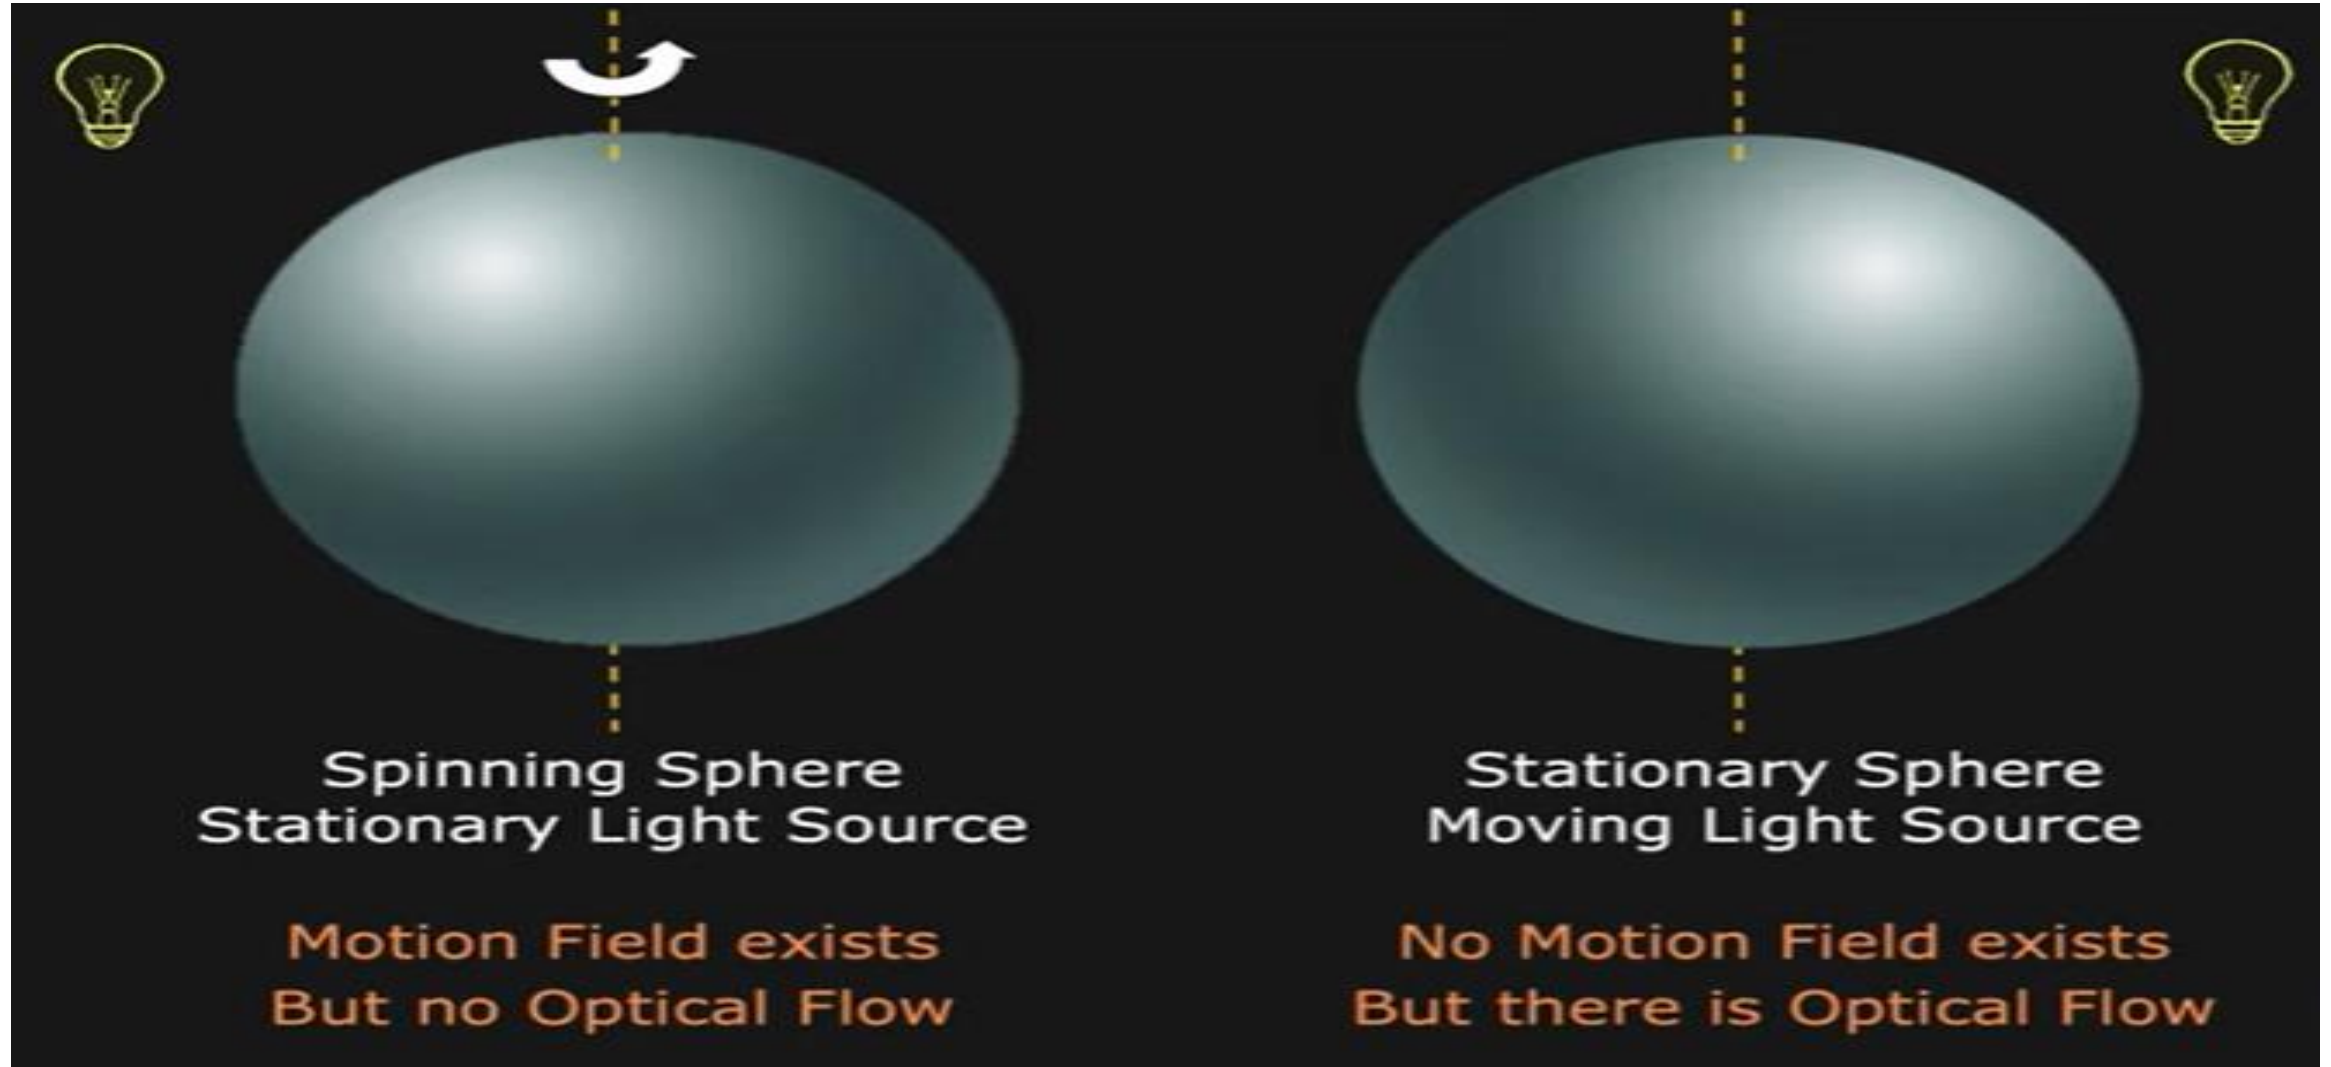 Spinning Sphere
Stationary Light Source
Motion Field exists
But no Optical Flow
Stationary Sphere
Moving Light Source
No Motion Field exists
But there is Optical Flow